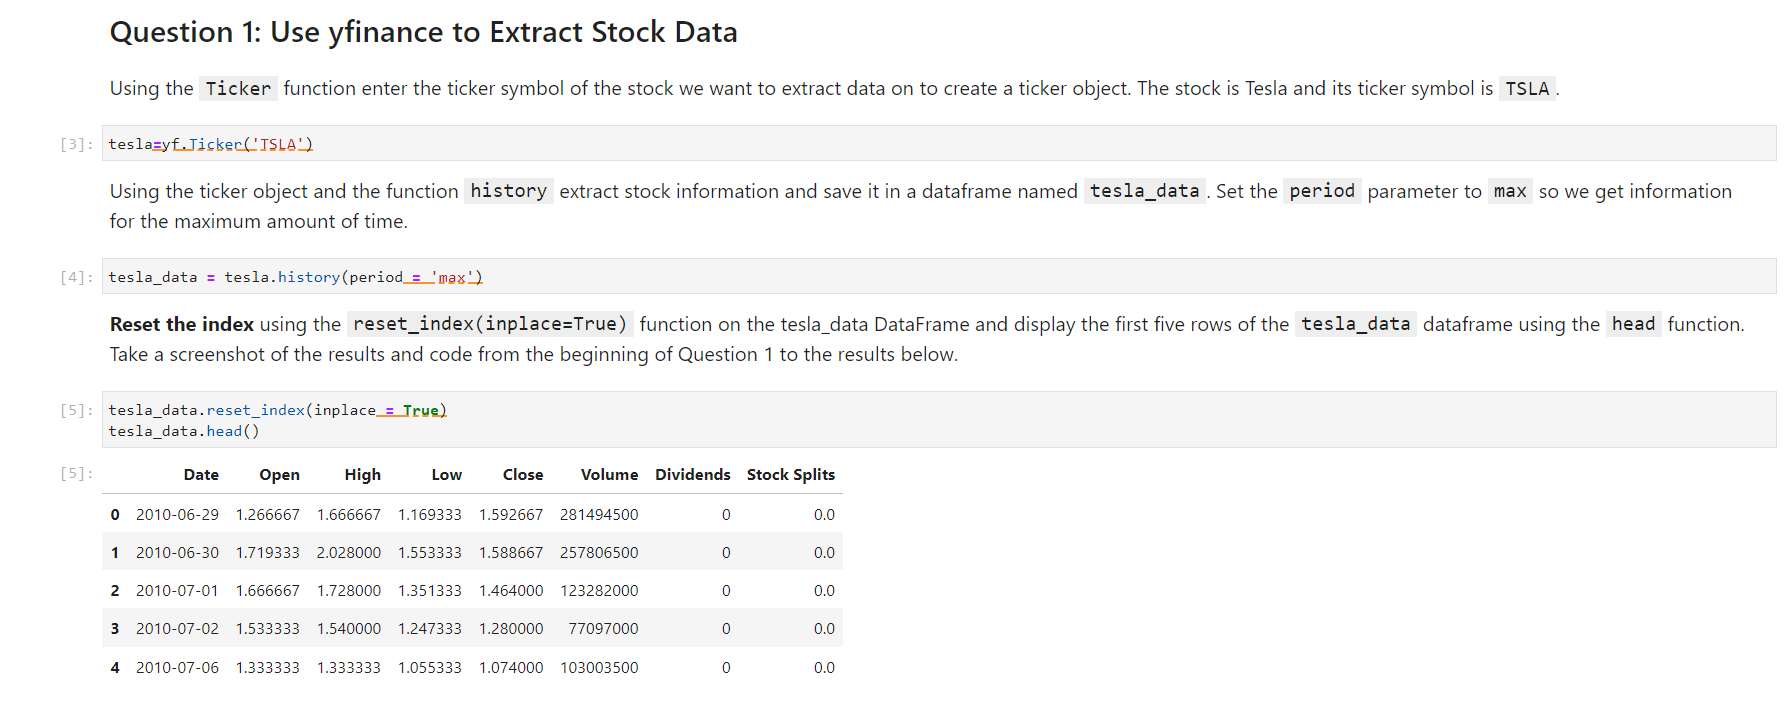 Question 1: Use yfinance to Extract Stock Data
Using the Ticker function enter the ticker symbol of the stock we want to extract data on to create a ticker object. The stock is Tesla and its ticker symbol is TSLA.
[3]: tesla=yf.Ticker('TSLA')
Using the ticker object and the function history extract stock information and save it in a dataframe named tesla_data. Set the period parameter to max so we get information
for the maximum amount of time.
[4]: tesla_data = tesla.history(period = 'max')
Reset the index using the reset_index(inplace=True) function on the tesla_data DataFrame and display the first five rows of the tesla_data dataframe using the head function.
Take a screenshot of the results and code from the beginning of Question 1 to the results below.
[5]: tesla_data.reset_index(inplace = True)
tesla_data.head()
[5]: Date Open High Low Close Volume Dividends Stock Splits
0 2010-06-29 1.266667 1.666667 1.169333 1.592667 281494500 0 0.0
1 2010-06-30 1.719333 2.028000 1.553333 1.588667 257806500 0 0.0
2 2010-07-01 1.666667 1.728000 1.351333 1.464000 123282000 0 0.0
3 2010-07-02 1.533333 1.540000 1.247333 1.280000 77097000 0 0.0
4 2010-07-06 1.333333 1.333333 1.055333 1.074000 103003500 0 0.0